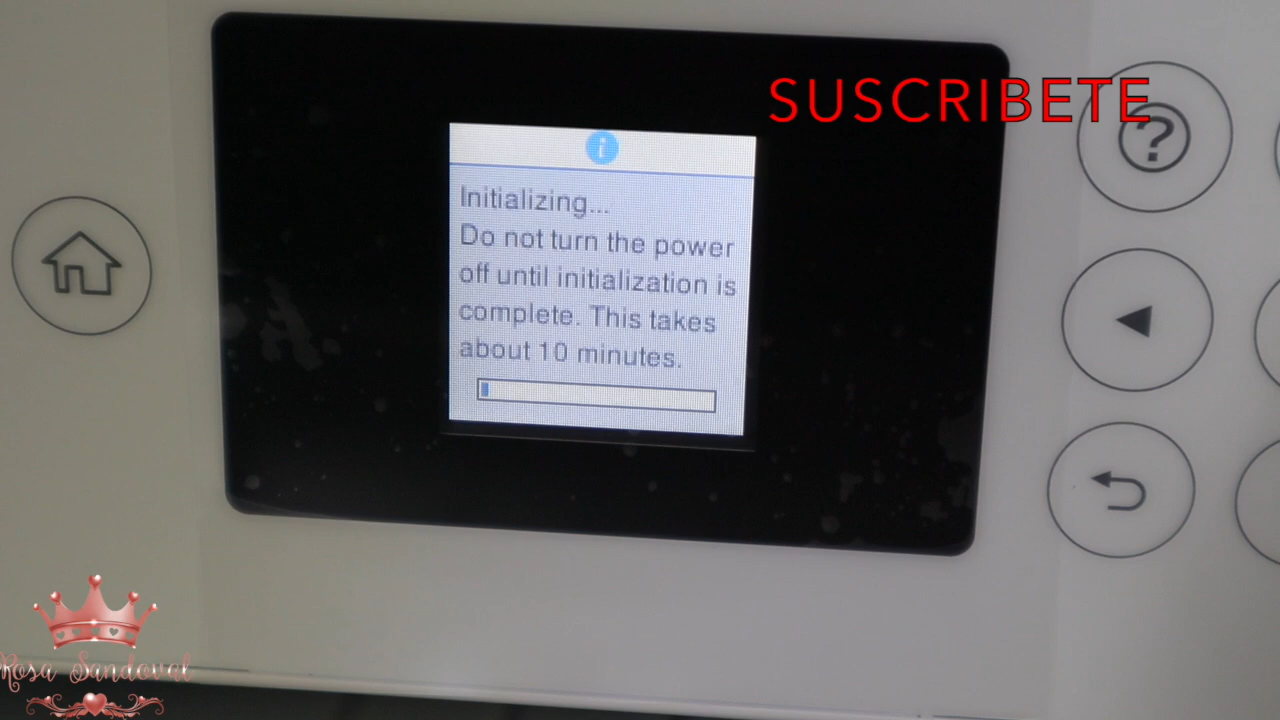 SUSCRIBETE
i
Initializing...
Do not turn the power
off until initialization is
complete. This takes
about 10 minutes.
?
Rosa Sandoval